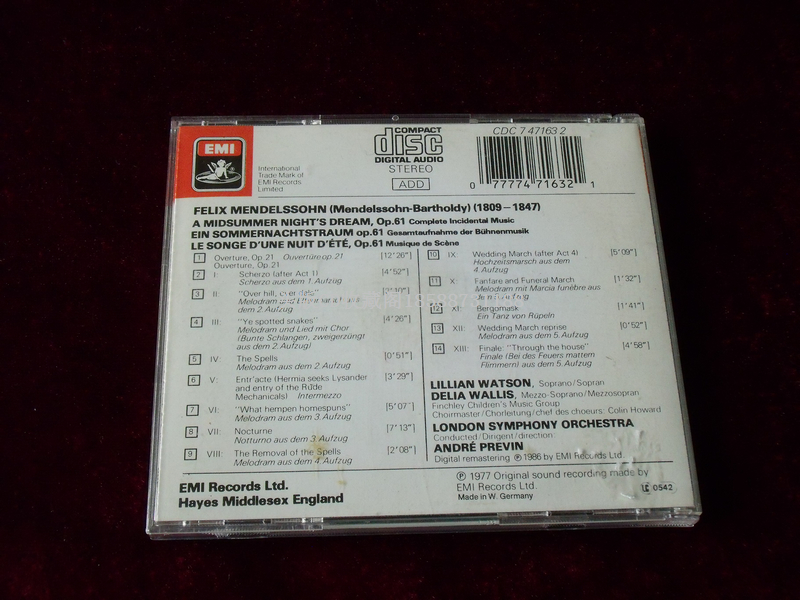 CDC 7 47163 2
EMI
International
Trade Mark of
EMI Records
Limited
COMPACT
disc
DIGITAL AUDIO
STEREO
ADD
0 77774 71632 1
FELIX MENDELSSOHN (Mendelssohn-Bartholdy) (1809–1847)
A MIDSUMMER NIGHT'S DREAM, Op.61 Complete Incidental Music
EIN SOMMERNACHTSTRAUM op.61 Gesamtaufnahme der Bühnenmusik
LE SONGE D'UNE NUIT D'ÉTÉ, Op.61 Musique de Scène
1 Overture, Op.21 Ouvertüre op.21 [12'26"]
Ouverture, Op.21
2 I: Scherzo (after Act 1) [4'52"]
Scherzo aus dem 1. Aufzug
3 II: "Over hill, over dale"
Melodram und Elfenmarsch aus dem 2. Aufzug
4 III: "Ye spotted snakes" [4'26"]
Melodram und Lied mit Chor
(Bunte Schlangen, zweigezüngt)
aus dem 2. Aufzug
5 IV: The Spells [0'51"]
Melodram aus dem 2. Aufzug
6 V: Entr'acte (Hermia seeks Lysander [3'29"]
and entry of the Rude
Mechanicals) Intermezzo
7 VI: "What hempen homespuns" [5'07"]
Melodram aus dem 3. Aufzug
8 VII: Nocturne [7'13"]
Notturno aus dem 3. Aufzug
9 VIII: The Removal of the Spells [2'08"]
Melodram aus dem 4. Aufzug
10 IX: Wedding March (after Act 4) [5'09"]
Hochzeitsmarsch aus dem
4. Aufzug
11 X: Fanfare and Funeral March [1'32"]
Melodram mit Marcia funèbre aus
dem 5. Aufzug
12 XI: Bergomask [1'41"]
Ein Tanz von Rüpeln
13 XII: Wedding March reprise [0'52"]
Melodram aus dem 5. Aufzug
14 XIII: Finale: "Through the house" [4'58"]
Finale (Bei des Feuers mattem
Flimmern) aus dem 5. Aufzug
LILLIAN WATSON, Soprano/Sopran
DELIA WALLIS, Mezzo-Soprano/Mezzosopran
Finchley Children's Music Group
Choirmaster/Chorleitung/chef des choeurs: Colin Howard
LONDON SYMPHONY ORCHESTRA
Conducted/Dirigent/direction:
ANDRÉ PREVIN
Digital remastering ℗ 1986 by EMI Records Ltd.
EMI Records Ltd.
Hayes Middlesex England
℗ 1977 Original sound recording made by
EMI Records Ltd.
Made in W. Germany
0542